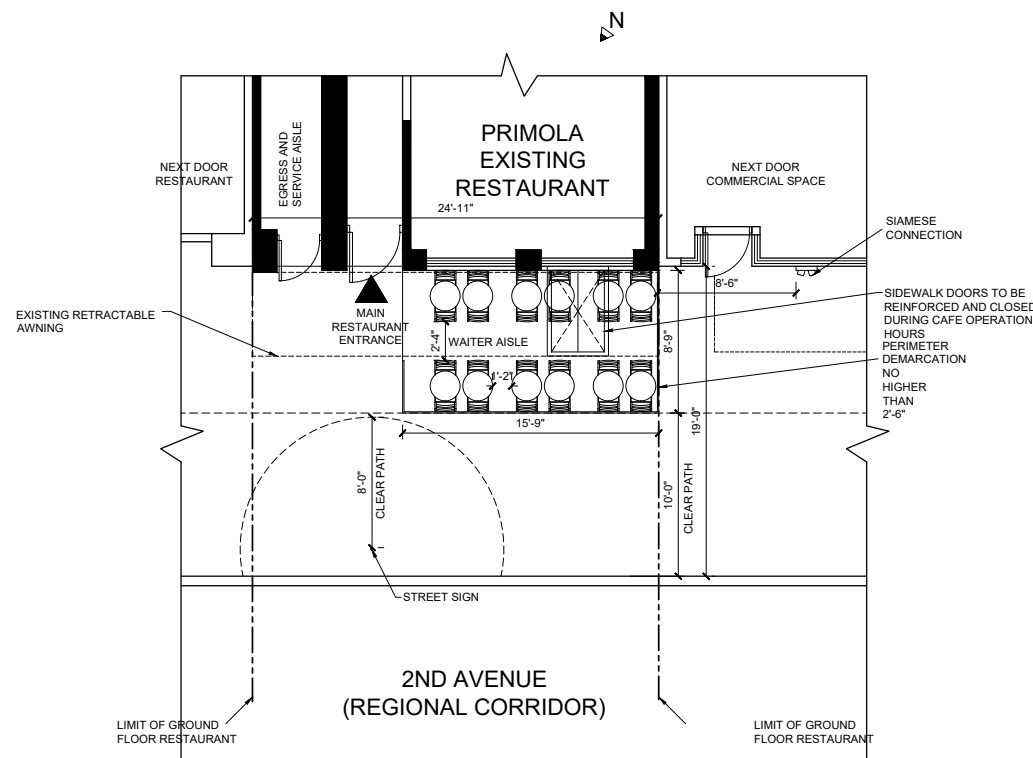 N
PRIMOLA
EXISTING
RESTAURANT
EGRESS AND
SERVICE AISLE
NEXT DOOR
RESTAURANT
NEXT DOOR
COMMERCIAL SPACE
24'-11"
SIAMESE
CONNECTION
8'-6"
EXISTING RETRACTABLE
AWNING
MAIN
RESTAURANT
ENTRANCE
2'-4"
WAITER AISLE
8'-9"
SIDEWALK DOORS TO BE
REINFORCED AND CLOSED
DURING CAFE OPERATION
HOURS
PERIMETER
DEMARCATION
NO
HIGHER
THAN
2'-6"
1'-2"
15'-9"
19'-0"
8'-0"
CLEAR PATH
10'-0"
CLEAR PATH
STREET SIGN
2ND AVENUE
(REGIONAL CORRIDOR)
LIMIT OF GROUND
FLOOR RESTAURANT
LIMIT OF GROUND
FLOOR RESTAURANT